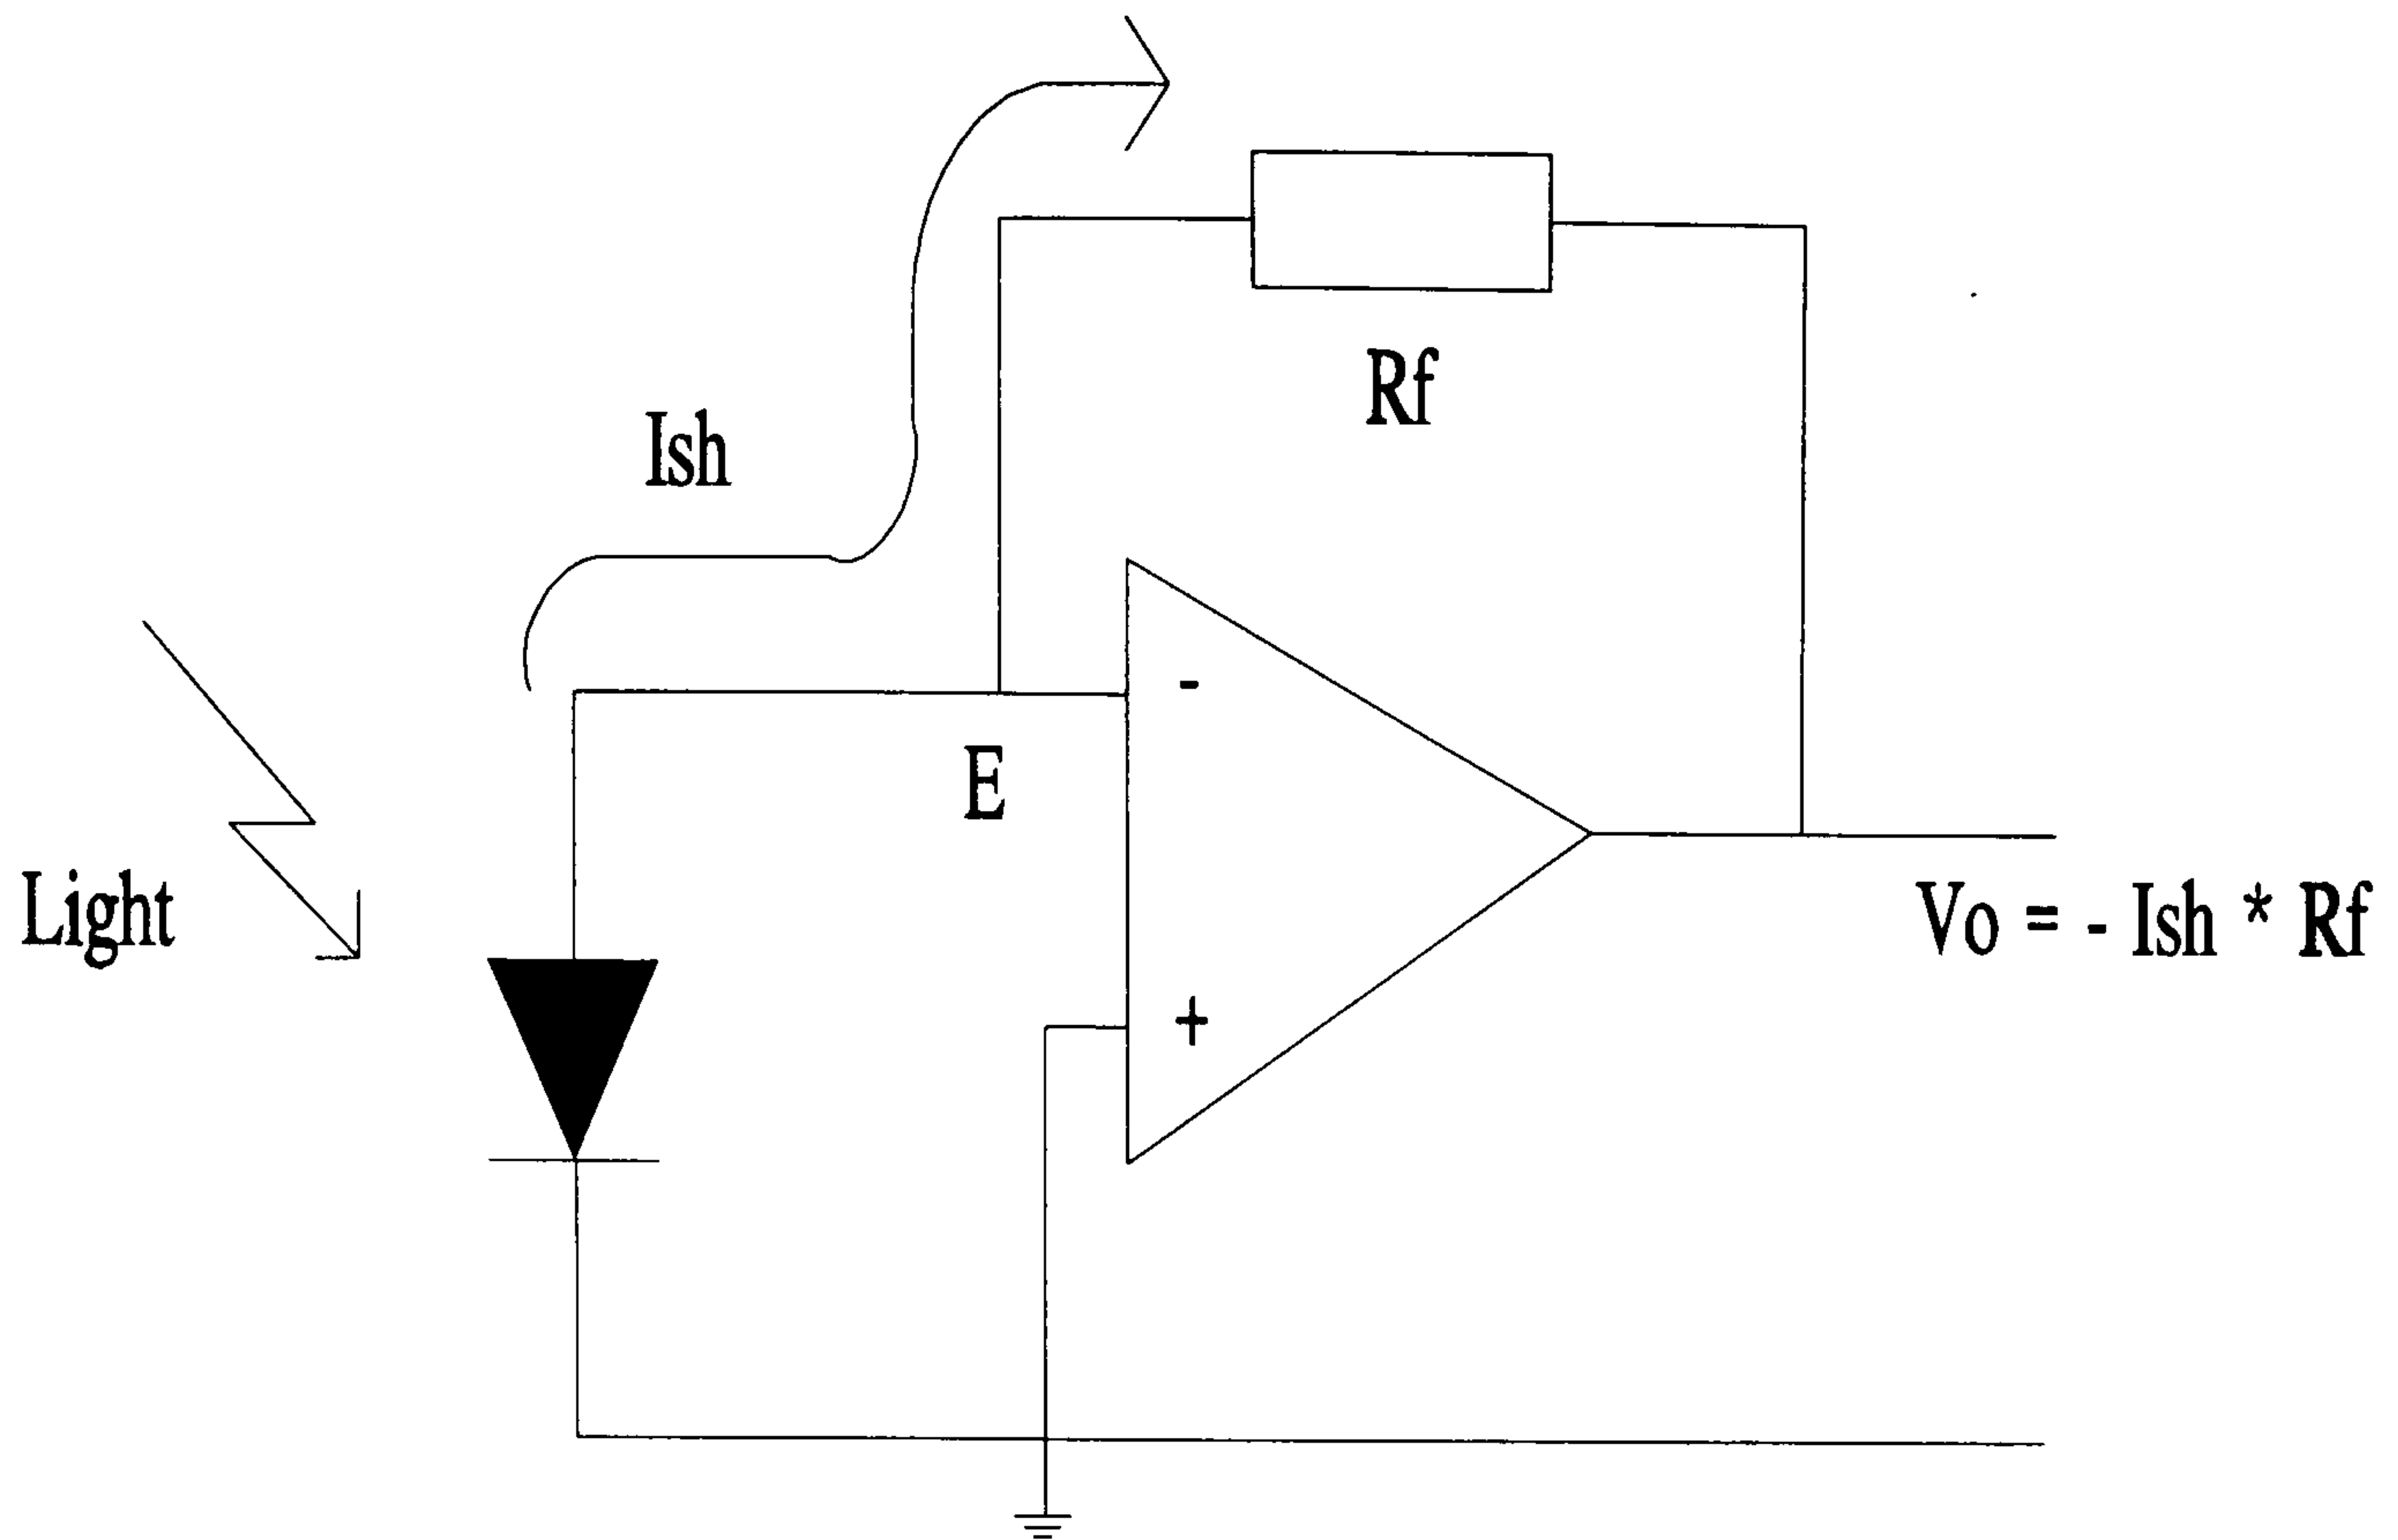 Ish
Rf
-
E
Light
Vo = - Ish * Rf
+